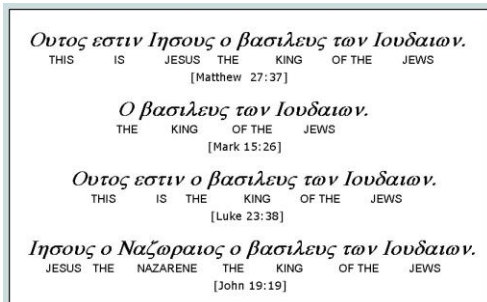 Ουτος εστιν Ιησους ο βασιλευς των Ιουδαιων.
THIS IS JESUS THE KING OF THE JEWS
[Matthew 27:37]
Ο βασιλευς των Ιουδαιων.
THE KING OF THE JEWS
[Mark 15:26]
Ουτος εστιν ο βασιλευς των Ιουδαιων.
THIS IS THE KING OF THE JEWS
[Luke 23:38]
Ιησους ο Ναζωραιος ο βασιλευς των Ιουδαιων.
JESUS THE NAZARENE THE KING OF THE JEWS
[John 19:19]